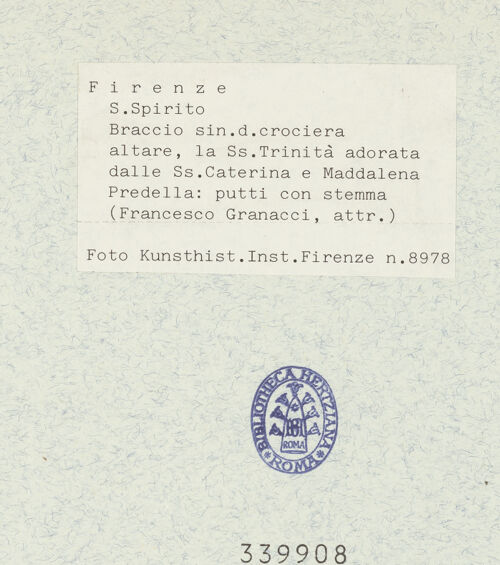 F i r e n z e
S.Spirito
Braccio sin.d.crociera
altare, la Ss.Trinità adorata
dalle Ss.Caterina e Maddalena
Predella: putti con stemma
(Francesco Granacci, attr.)
Foto Kunsthist.Inst.Firenze n.8978
BIBLIOTHECA HERTZIANA
ROMA
ROMA
339908